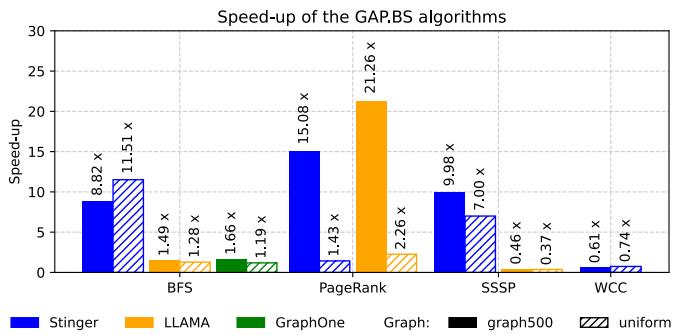 Speed-up of the GAP.BS algorithms
Speed-up
30
25
20
15
10
5
0
8.82 x
11.51 x
1.49 x
1.28 x
1.66 x
1.19 x
15.08 x
1.43 x
21.26 x
2.26 x
9.98 x
7.00 x
0.46 x
0.37 x
0.61 x
0.74 x
BFS PageRank SSSP WCC
Stinger LLAMA GraphOne Graph: graph500 uniform